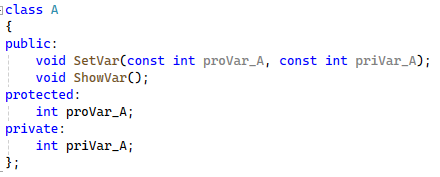 class A
{
public:
    void SetVar(const int proVar_A, const int priVar_A);
    void ShowVar();
protected:
    int proVar_A;
private:
    int priVar_A;
};